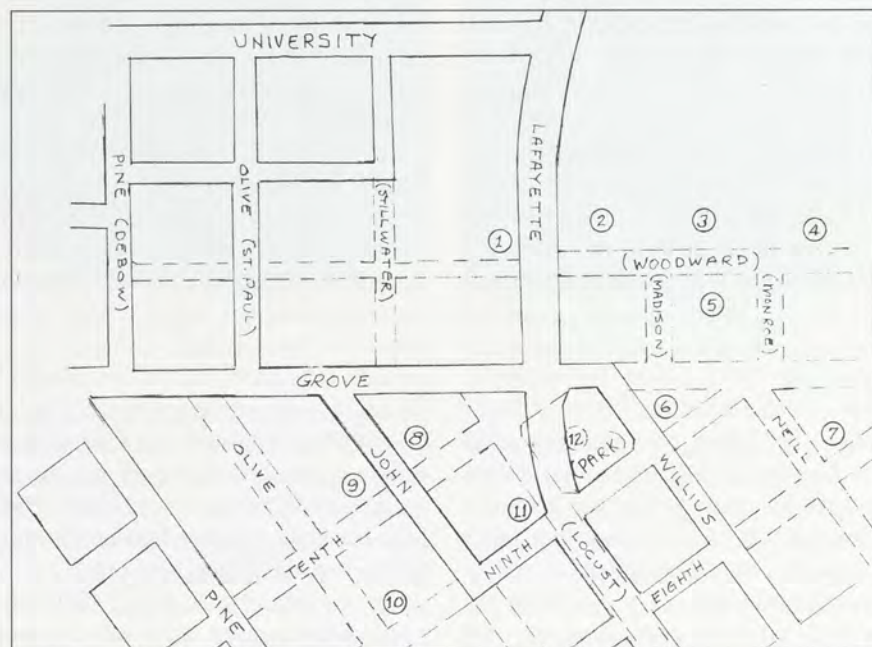 UNIVERSITY
LAFAYETTE
PINE (DEBOW)
OLIVE (ST. PAUL)
(STILLWATER)
1
2
3
4
(WOODWARD)
(MADISON)
5
(MONROE)
GROVE
6
7
NEILL
8
12
(PARK)
OLIVE
JOHN
9
WILLIUS
11
TENTH
NINTH
(LOCUST)
EIGHTH
10
PINE